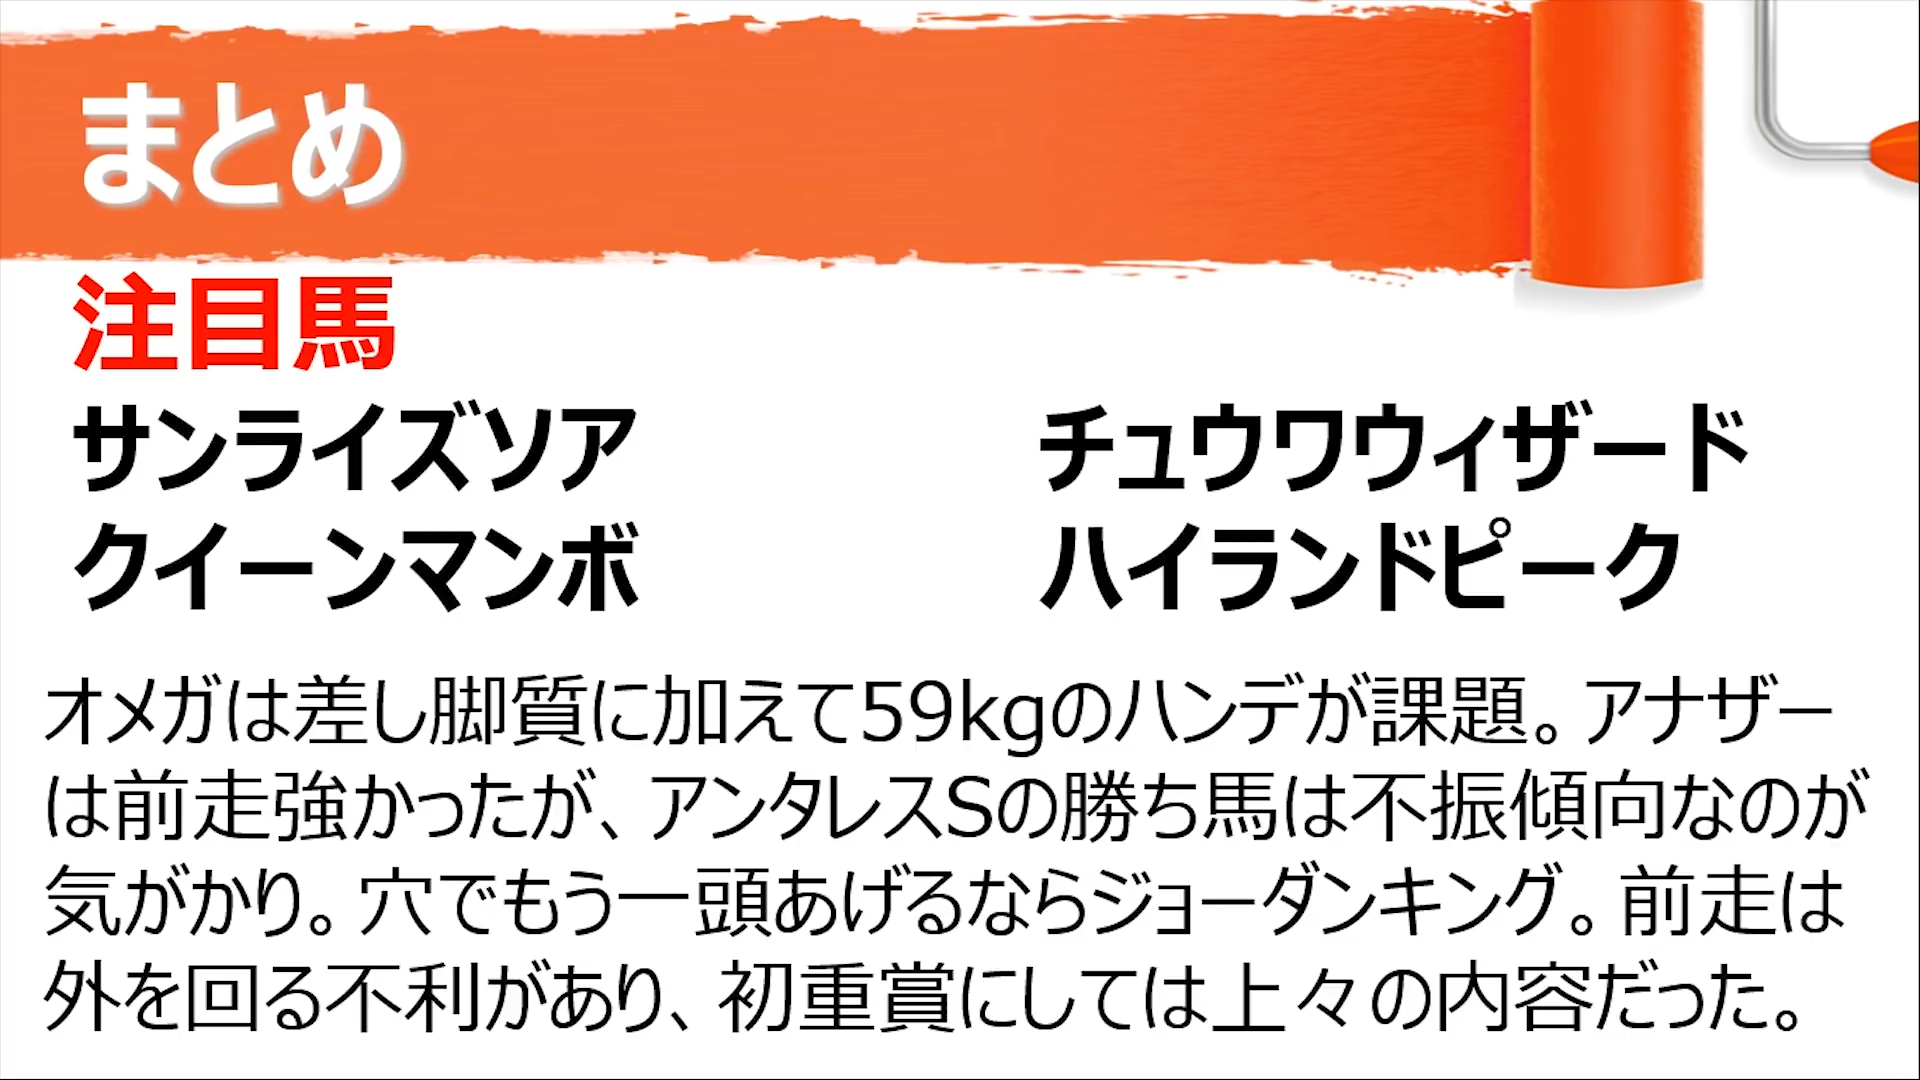 まとめ
注目馬
サンライズソア チュウワウィザード
クイーンマンボ ハイランドピーク
オメガは差し脚質に加えて59kgのハンデが課題。アナザー
は前走強かったが、アンタレスSの勝ち馬は不振傾向なのが
気がかり。穴でもう一頭あげるならジョーダンキング。前走は
外を回る不利があり、初重賞にしては上々の内容だった。